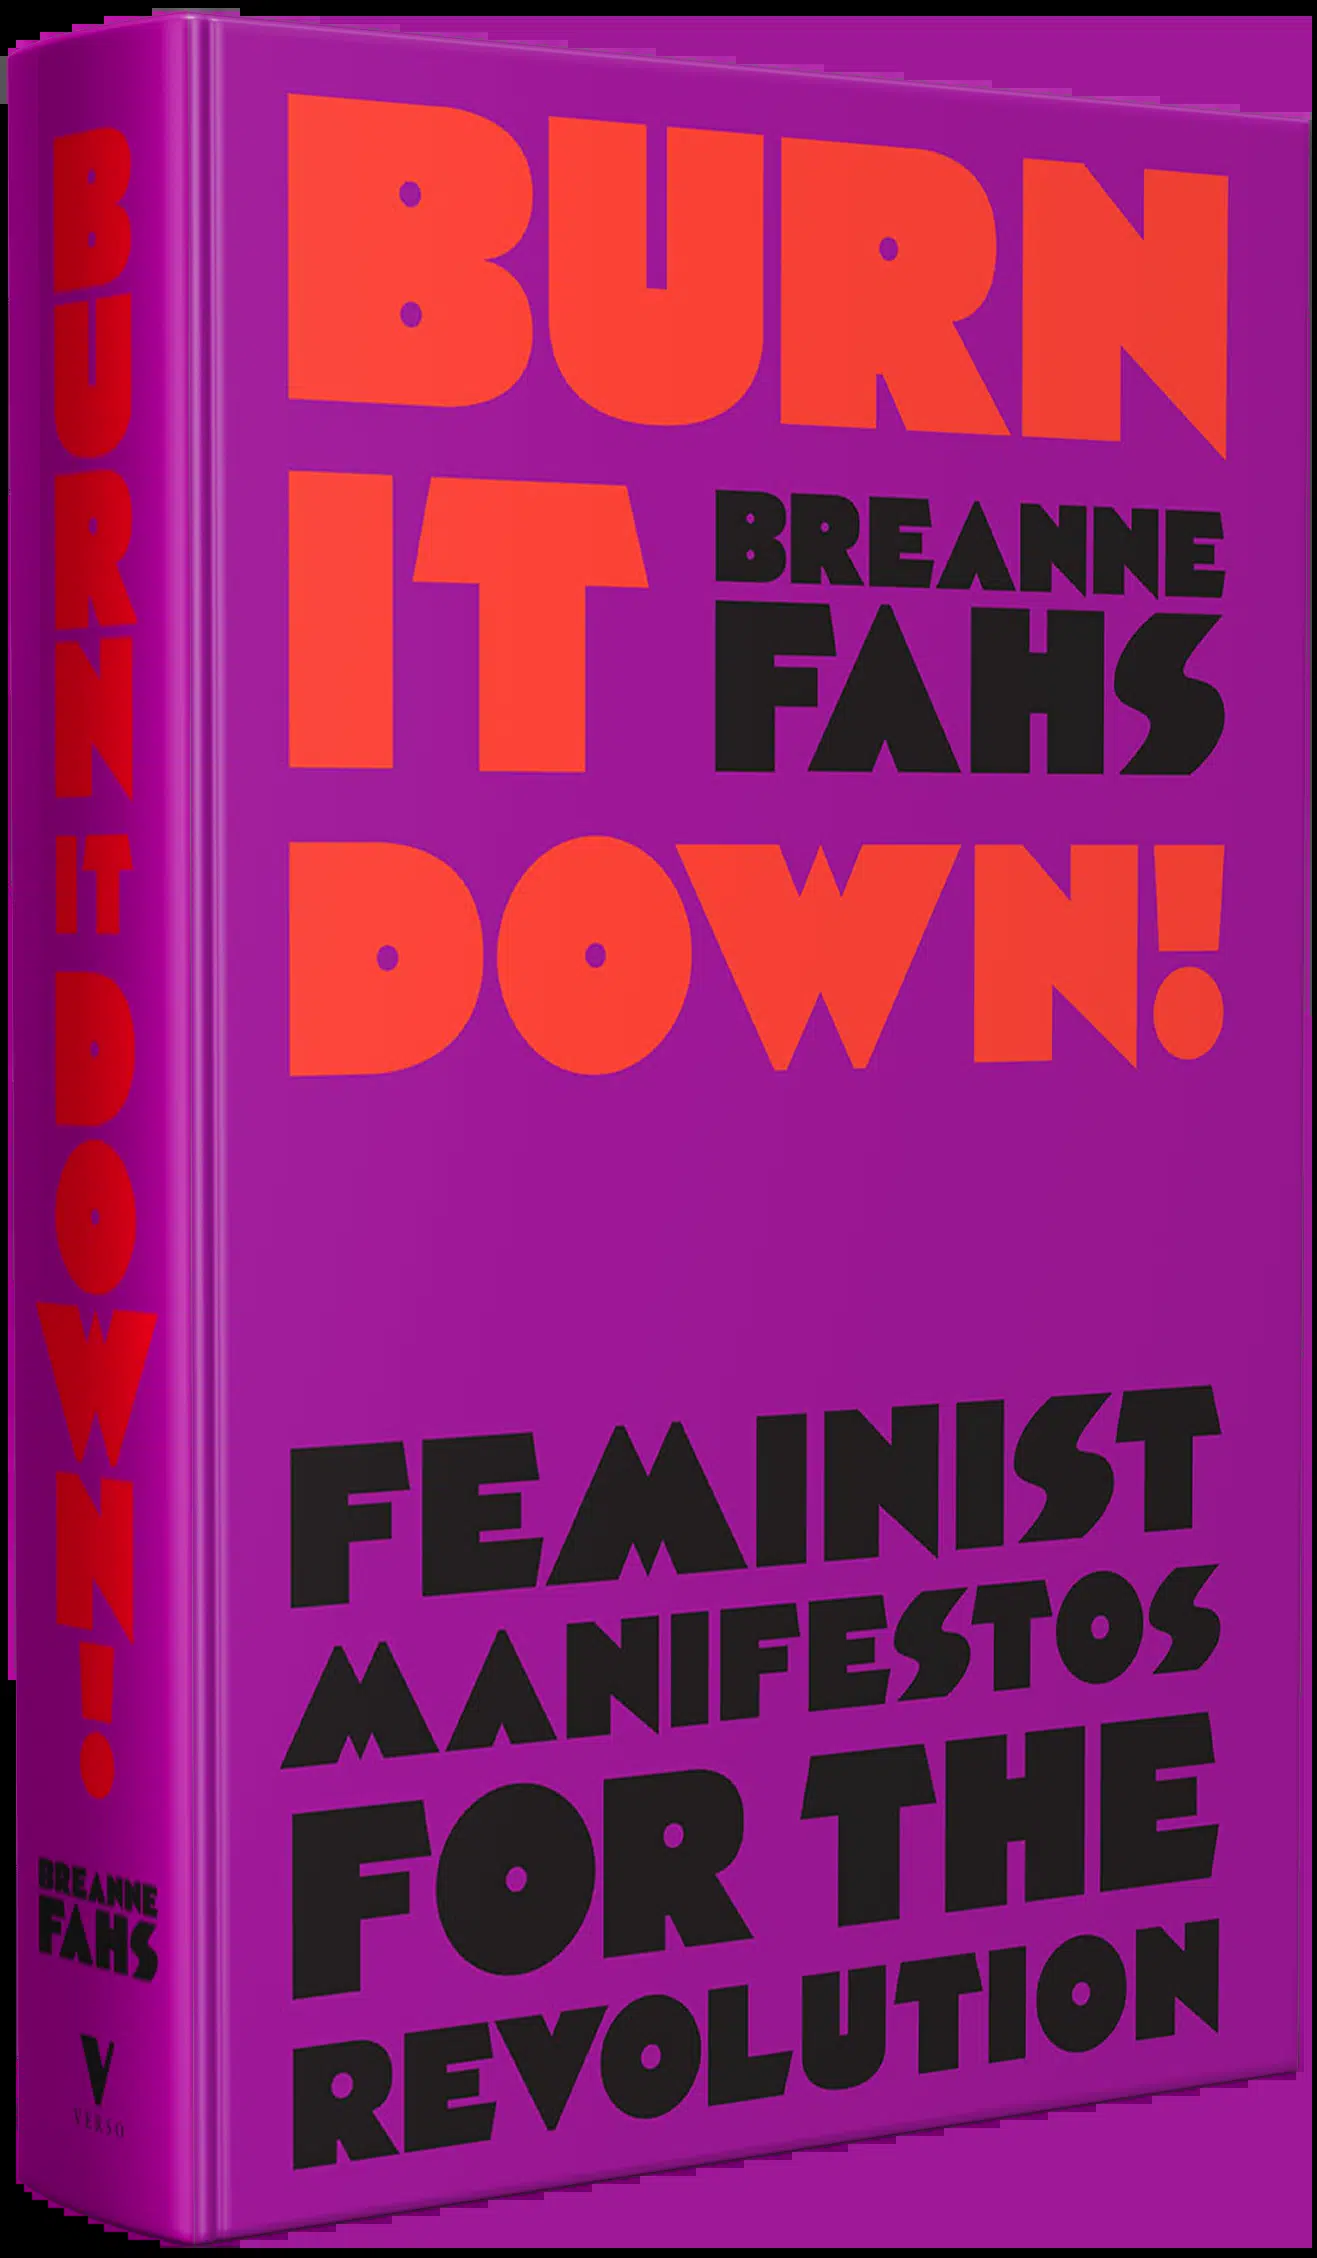 BURN
IT
BREANNE
FAHS
DOWN!
FEMINIST
MANIFESTOS
FOR THE
REVOLUTION
BURN IT DOWN!
BREANNE
FAHS
V
VERSO